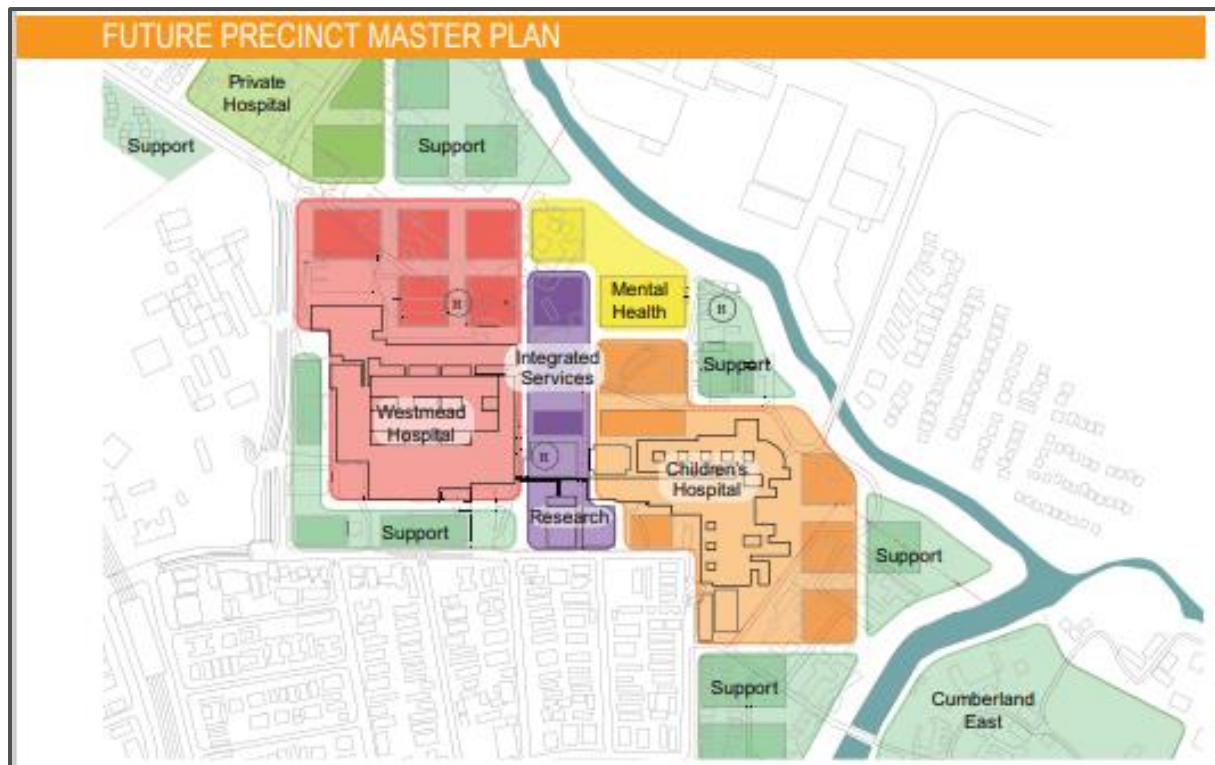 FUTURE PRECINCT MASTER PLAN
Private
Hospital
Support
Support
Mental
Health
H
H
Integrated
Services
Support
Westmead
Hospital
H
Children's
Hospital
Research
Support
Support
Support
Cumberland
East